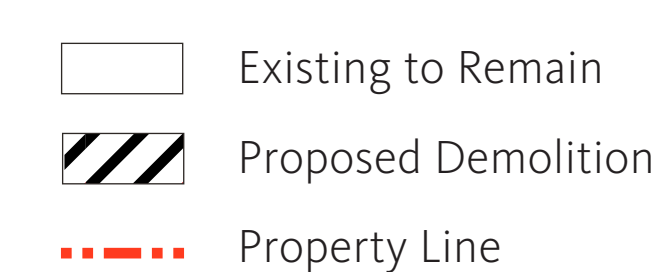 Existing to Remain
Proposed Demolition
Property Line